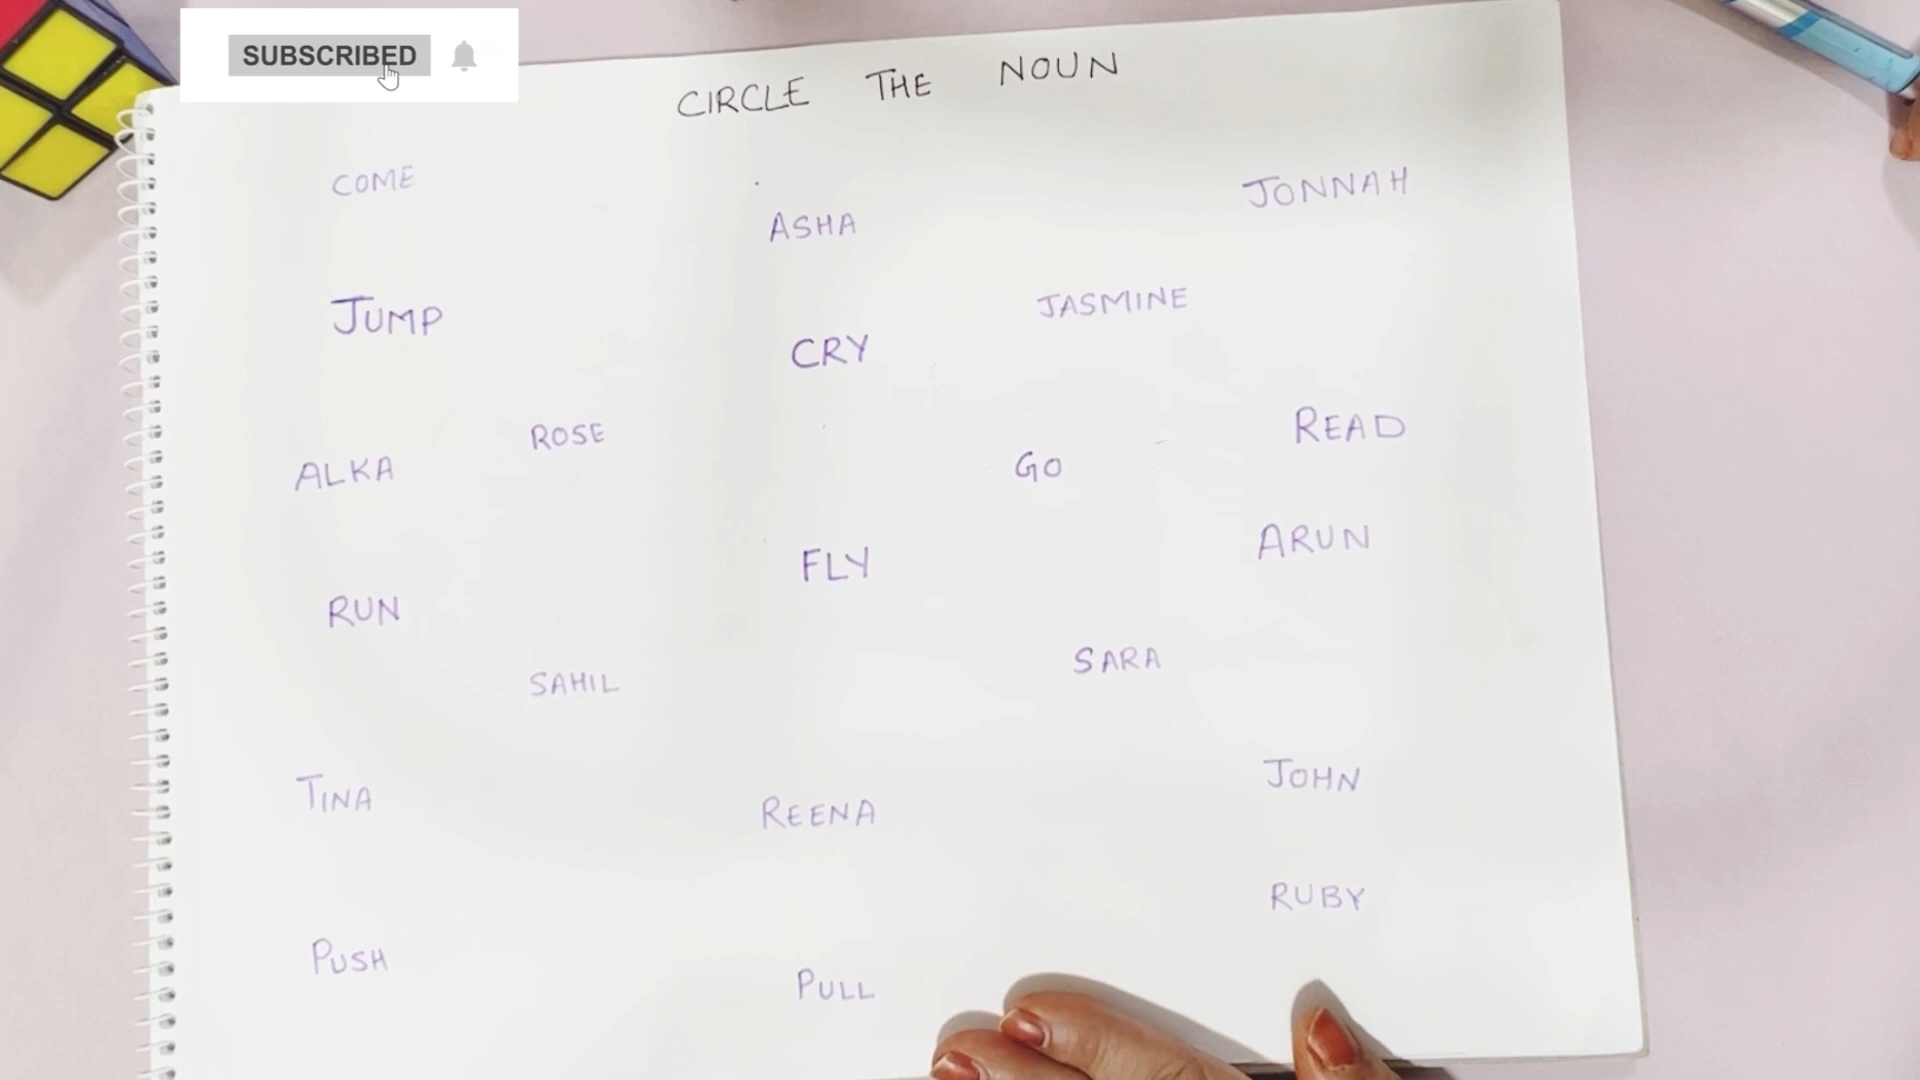 SUBSCRIBED
CIRCLE THE NOUN
COME
ASHA
JONNAH
JUMP
CRY
JASMINE
ALKA
ROSE
GO
READ
RUN
FLY
ARUN
SAHIL
SARA
TINA
REENA
JOHN
RUBY
PUSH
PULL